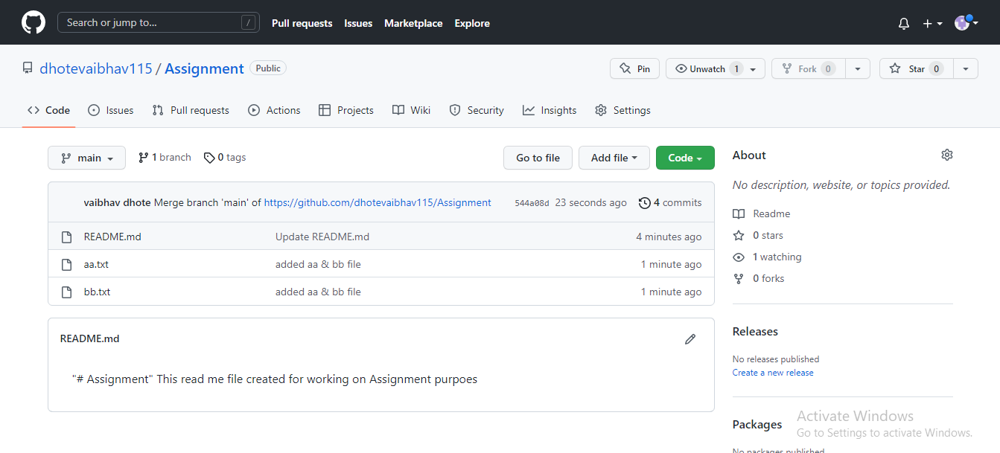 Search or jump to... /
Pull requests Issues Marketplace Explore
dhotevaibhav115 / Assignment Public
Pin Unwatch 1 Fork 0 Star 0
Code Issues Pull requests Actions Projects Wiki Security Insights Settings
main 1 branch 0 tags Go to file Add file Code
vaibhav dhote Merge branch 'main' of https://github.com/dhotevaibhav115/Assignment 544a08d 23 seconds ago 4 commits
README.md Update README.md 4 minutes ago
aa.txt added aa & bb file 1 minute ago
bb.txt added aa & bb file 1 minute ago
README.md
"# Assignment" This read me file created for working on Assignment purpoes
About
No description, website, or topics provided.
Readme
0 stars
1 watching
0 forks
Releases
No releases published
Create a new release
Packages
No packages published
Activate Windows
Go to Settings to activate Windows.